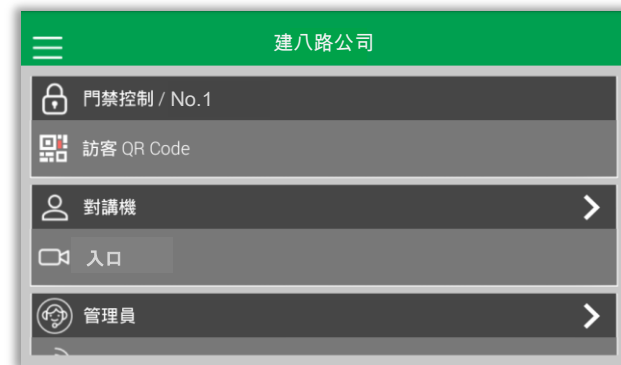 建八路公司
門禁控制 / No.1
訪客 QR Code
對講機
入口
管理員